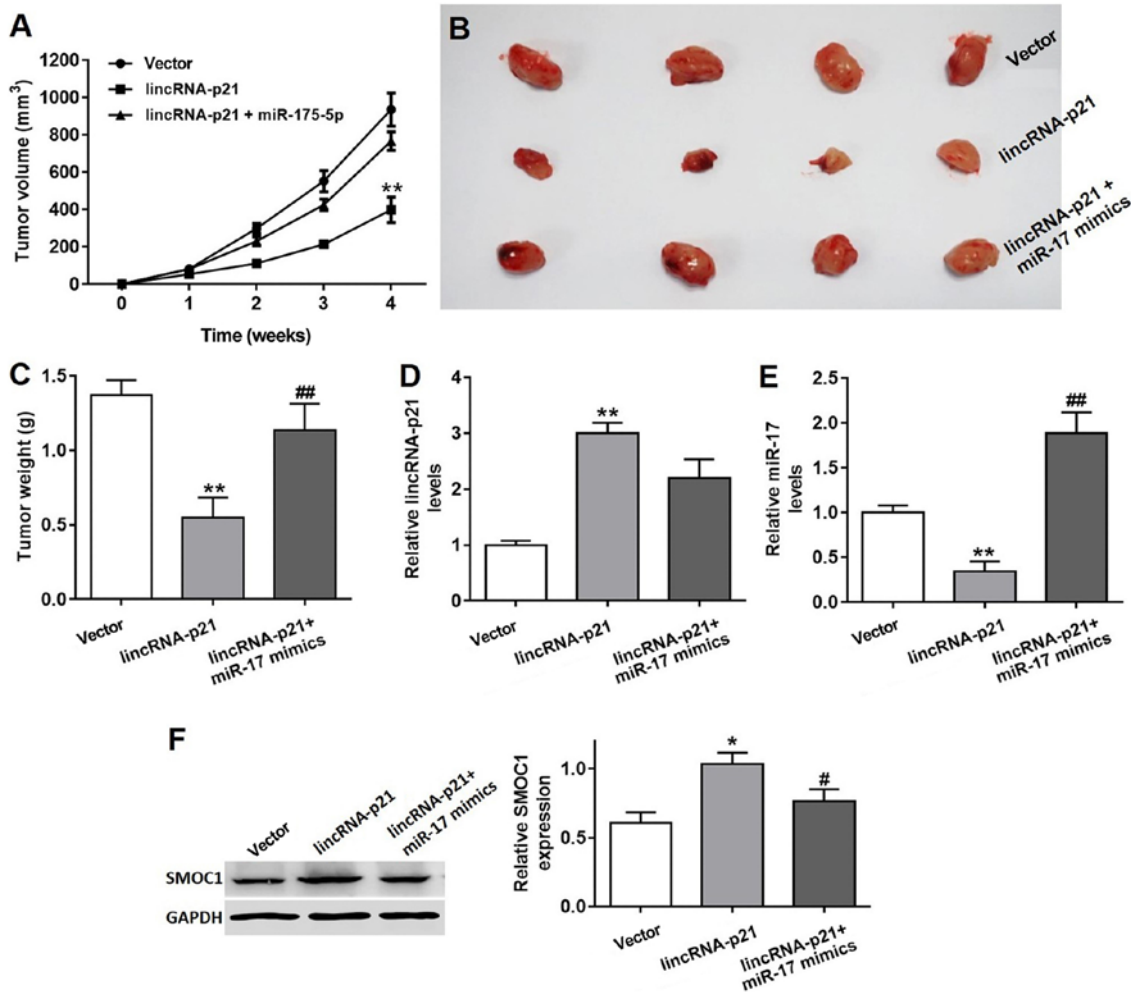 A
Tumor volume (mm3)
1200
1000
800
600
400
200
0
0 1 2 3 4
Time (weeks)
Vector
lincRNA-p21
lincRNA-p21 + miR-175-5p
**
B
Vector
lincRNA-p21
lincRNA-p21 +
miR-17 mimics
C
Tumor weight (g)
1.5
1.0
0.5
0.0
**
##
Vector
lincRNA-p21
lincRNA-p21+
miR-17 mimics
D
Relative lincRNA-p21
levels
4
3
2
1
0
**
Vector
lincRNA-p21
lincRNA-p21+
miR-17 mimics
E
Relative miR-17
levels
2.5
2.0
1.5
1.0
0.5
0.0
**
##
Vector
lincRNA-p21
lincRNA-p21+
miR-17 mimics
F
Vector
lincRNA-p21
lincRNA-p21+
miR-17 mimics
SMOC1
GAPDH
Relative SMOC1
expression
1.0
0.5
0.0
*
#
Vector
lincRNA-p21
lincRNA-p21+
miR-17 mimics